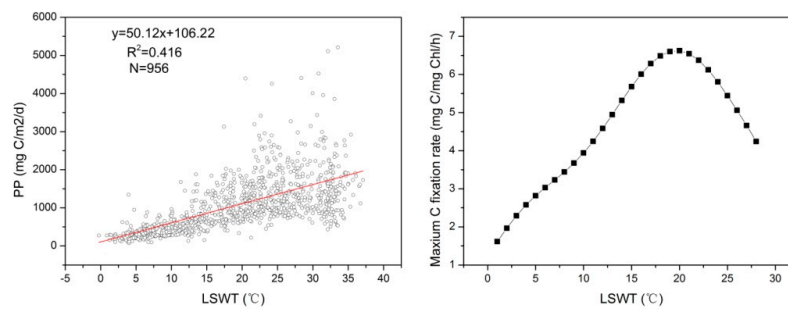 y=50.12x+106.22
R²=0.416
N=956
PP (mg C/m2/d)
6000
5000
4000
3000
2000
1000
0
-5 0 5 10 15 20 25 30 35 40
LSWT (℃)
Maxium C fixation rate (mg C/mg Chl/h)
7
6
5
4
3
2
1
0 5 10 15 20 25 30
LSWT (℃)